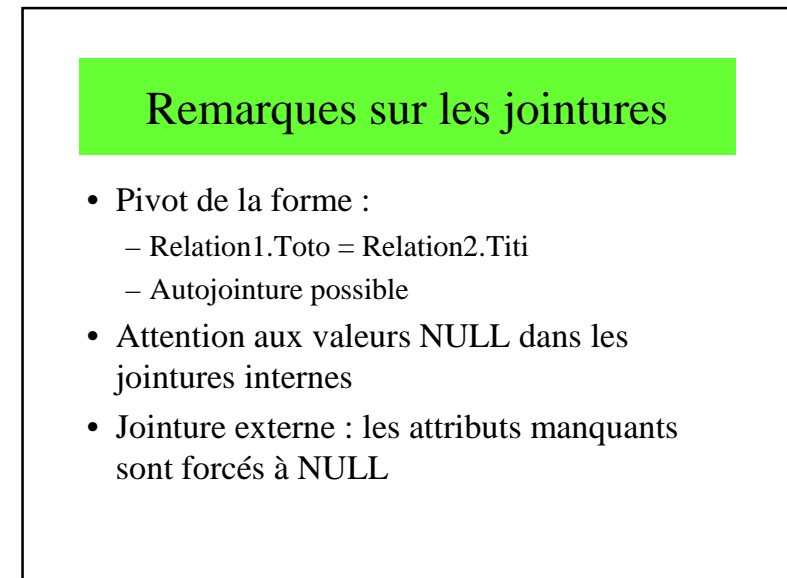 Remarques sur les jointures
• Pivot de la forme :
– Relation1.Toto = Relation2.Titi
– Autojointure possible
• Attention aux valeurs NULL dans les
jointures internes
• Jointure externe : les attributs manquants
sont forcés à NULL